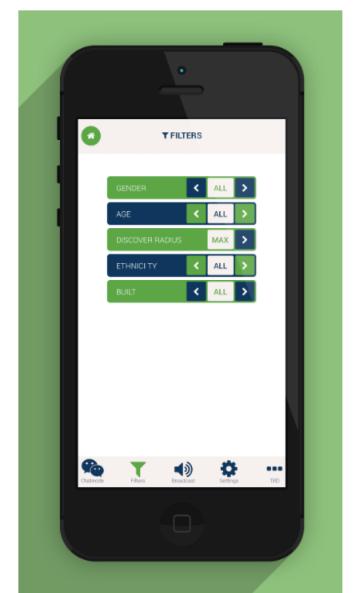 FILTERS
GENDER ALL
AGE ALL
DISCOVER RADIUS MAX
ETHNICI TY ALL
BUILT ALL
Chatmode Filters Broadcast Settings TBD